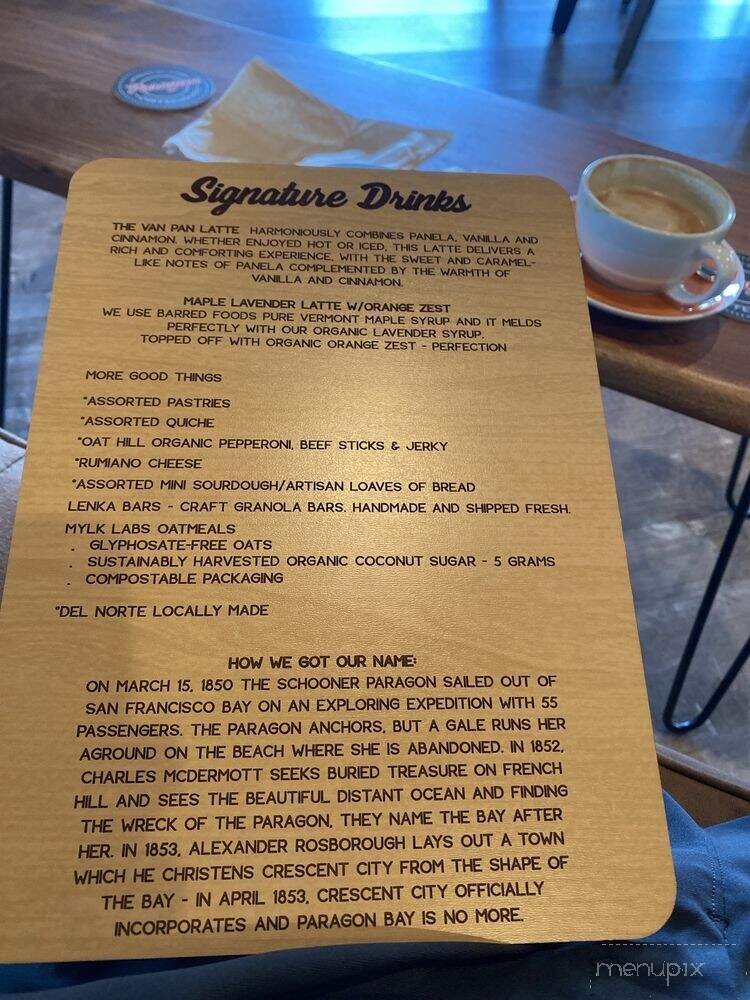 Signature Drinks
THE VAN PAN LATTE HARMONIOUSLY COMBINES PANELA, VANILLA AND
CINNAMON. WHETHER ENJOYED HOT OR ICED, THIS LATTE DELIVERS A
RICH AND COMFORTING EXPERIENCE, WITH THE SWEET AND CARAMEL-
LIKE NOTES OF PANELA COMPLEMENTED BY THE WARMTH OF
VANILLA AND CINNAMON.
MAPLE LAVENDER LATTE W/ORANGE ZEST
WE USE BARRED FOODS PURE VERMONT MAPLE SYRUP AND IT MELDS
PERFECTLY WITH OUR ORGANIC LAVENDER SYRUP.
TOPPED OFF WITH ORGANIC ORANGE ZEST - PERFECTION
MORE GOOD THINGS
*ASSORTED PASTRIES
*ASSORTED QUICHE
*OAT HILL ORGANIC PEPPERONI, BEEF STICKS & JERKY
*RUMIANO CHEESE
*ASSORTED MINI SOURDOUGH/ARTISAN LOAVES OF BREAD
LENKA BARS - CRAFT GRANOLA BARS. HANDMADE AND SHIPPED FRESH.
MYLK LABS OATMEALS
. GLYPHOSATE-FREE OATS
. SUSTAINABLY HARVESTED ORGANIC COCONUT SUGAR - 5 GRAMS
. COMPOSTABLE PACKAGING
*DEL NORTE LOCALLY MADE
HOW WE GOT OUR NAME:
ON MARCH 15, 1850 THE SCHOONER PARAGON SAILED OUT OF
SAN FRANCISCO BAY ON AN EXPLORING EXPEDITION WITH 55
PASSENGERS. THE PARAGON ANCHORS, BUT A GALE RUNS HER
AGROUND ON THE BEACH WHERE SHE IS ABANDONED. IN 1852,
CHARLES MCDERMOTT SEEKS BURIED TREASURE ON FRENCH
HILL AND SEES THE BEAUTIFUL DISTANT OCEAN AND FINDING
THE WRECK OF THE PARAGON, THEY NAME THE BAY AFTER
HER. IN 1853, ALEXANDER ROSBOROUGH LAYS OUT A TOWN
WHICH HE CHRISTENS CRESCENT CITY FROM THE SHAPE OF
THE BAY - IN APRIL 1853, CRESCENT CITY OFFICIALLY
INCORPORATES AND PARAGON BAY IS NO MORE.
menupix